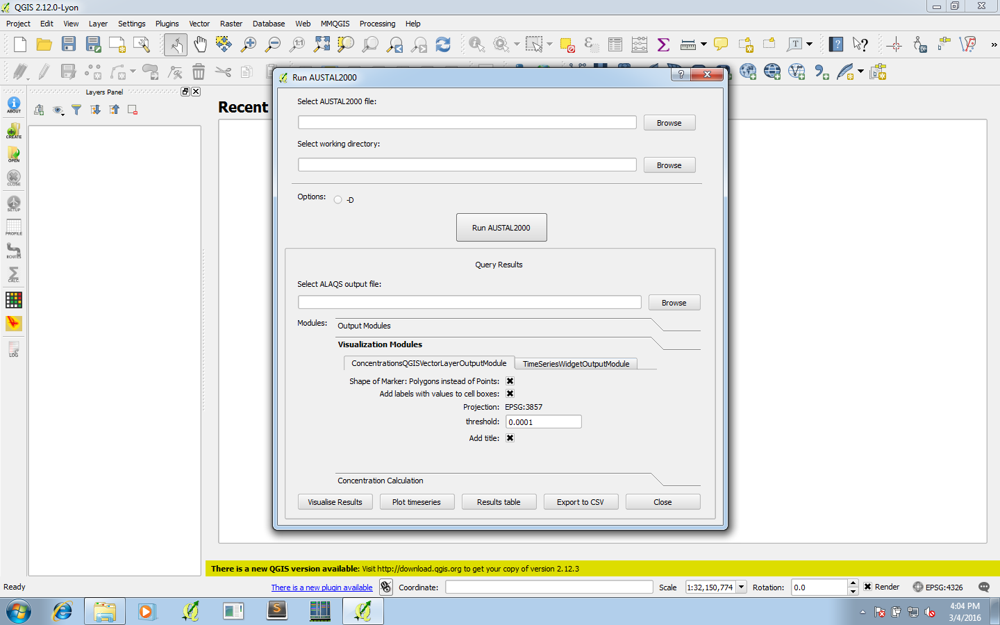 QGIS 2.12.0-Lyon
Project Edit View Layer Settings Plugins Vector Raster Database Web MMQGIS Processing Help
Layers Panel
Recent
ABOUT
CREATE
OPEN
CLOSE
SETUP
PROFILE
ROUTES
CALC
LOG
Run AUSTAL2000
Select AUSTAL2000 file:
Browse
Select working directory:
Browse
Options: -D
Run AUSTAL2000
Query Results
Select ALAQS output file:
Browse
Modules: Output Modules
Visualization Modules
ConcentrationsQGISVectorLayerOutputModule TimeSeriesWidgetOutputModule
Shape of Marker: Polygons instead of Points:
Add labels with values to cell boxes:
Projection: EPSG:3857
threshold: 0.0001
Add title:
Concentration Calculation
Visualise Results Plot timeseries Results table Export to CSV Close
There is a new QGIS version available: Visit http://download.qgis.org to get your copy of version 2.12.3
Ready There is a new plugin available Coordinate: Scale 1:32,150,774 Rotation: 0.0 Render EPSG:4326
4:04 PM
3/4/2016